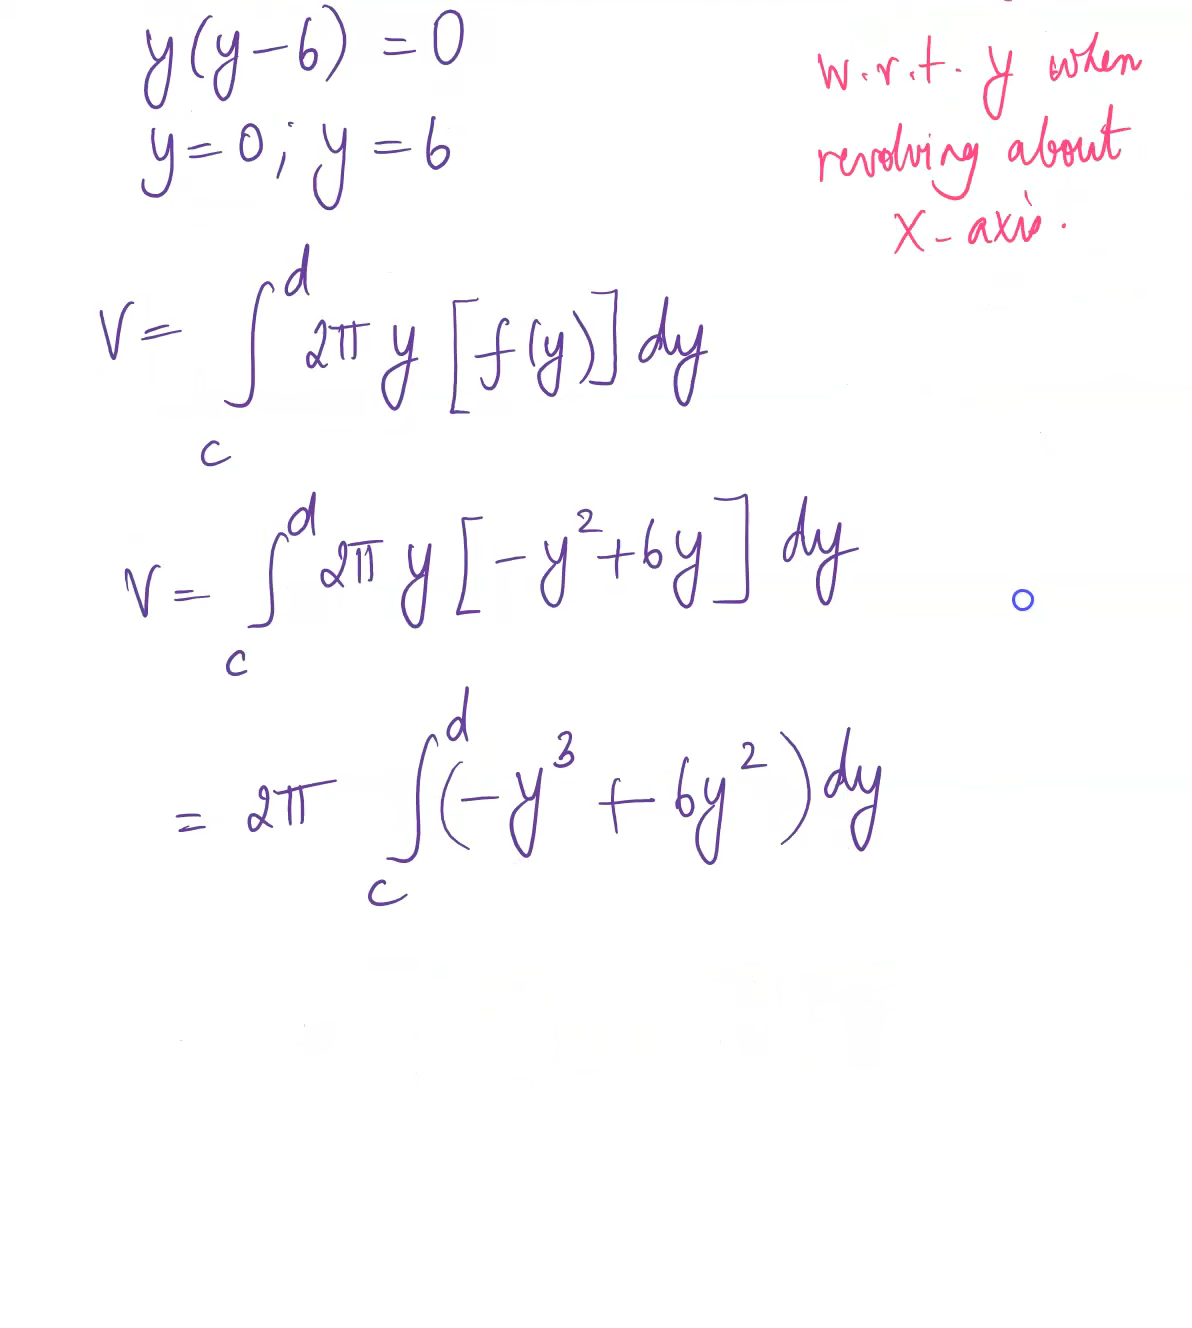 y(y-6) = 0
y=0; y = 6
w.r.t. y when
revolving about
X-axis.
V= ∫_c^d 2π y [f(y)] dy
V= ∫_c^d 2π y [-y²+6y] dy
= 2π ∫_c^d (-y³ + 6y²) dy